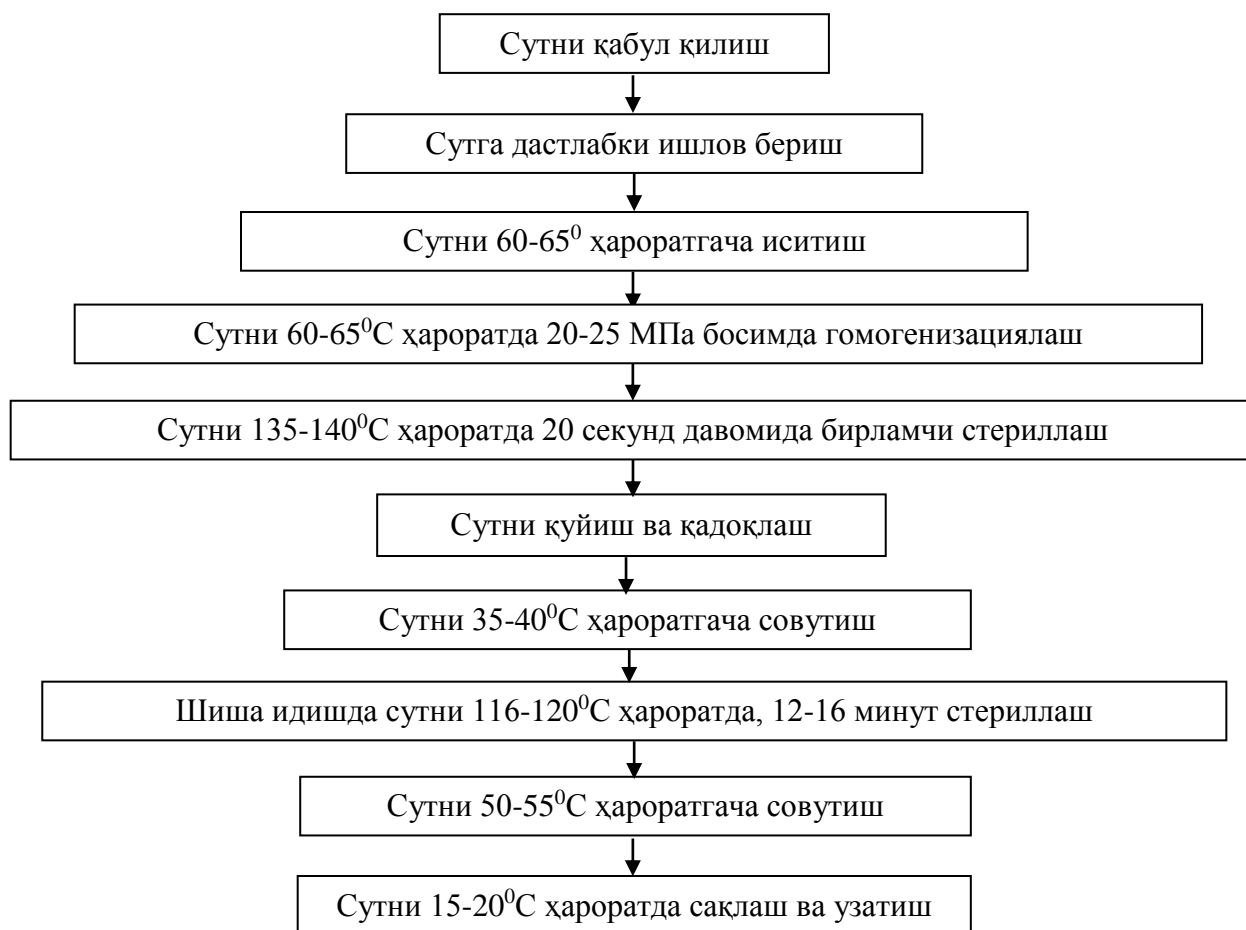 Сутни қабул қилиш
Сутга дастлабки ишлов бериш
Сутни 60-65⁰ ҳароратгача иситиш
Сутни 60-65⁰С ҳароратда 20-25 МПа босимда гомогенизациялаш
Сутни 135-140⁰С ҳароратда 20 секунд давомида бирламчи стериллаш
Сутни қуйиш ва қадоқлаш
Сутни 35-40⁰С ҳароратгача совутиш
Шиша идишда сутни 116-120⁰С ҳароратда, 12-16 минут стериллаш
Сутни 50-55⁰С ҳароратгача совутиш
Сутни 15-20⁰С ҳароратда сақлаш ва узатиш